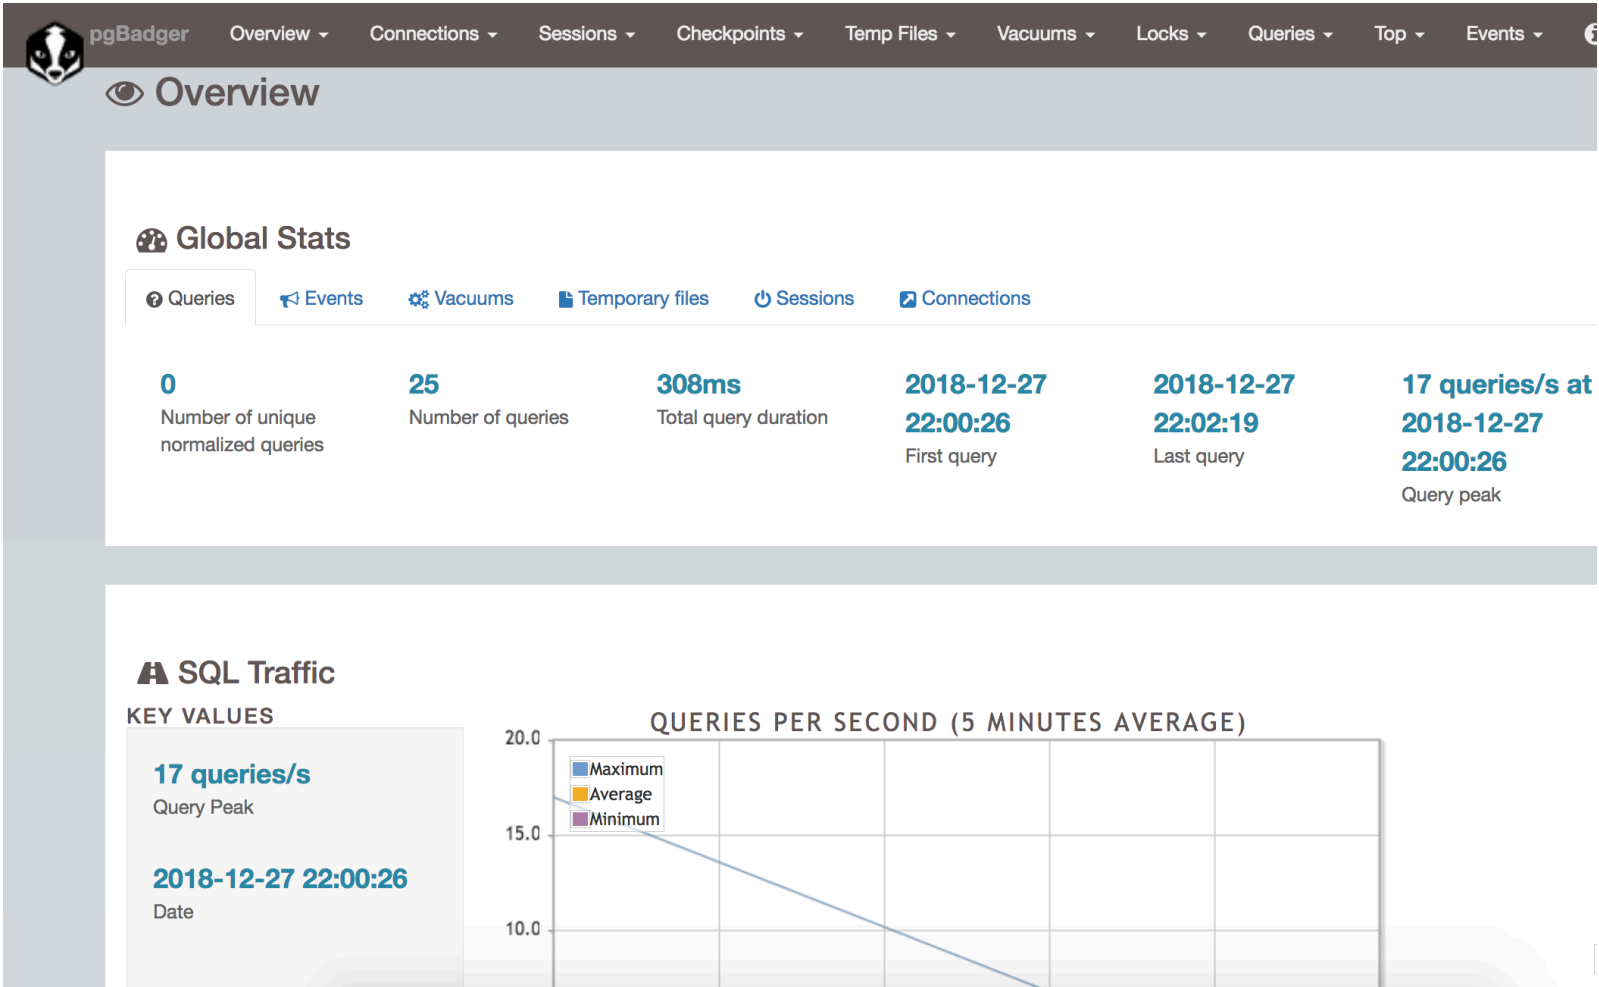 pgBadger Overview Connections Sessions Checkpoints Temp Files Vacuums Locks Queries Top Events
Overview
Global Stats
Queries Events Vacuums Temporary files Sessions Connections
0
Number of unique
normalized queries
25
Number of queries
308ms
Total query duration
2018-12-27
22:00:26
First query
2018-12-27
22:02:19
Last query
17 queries/s at
2018-12-27
22:00:26
Query peak
SQL Traffic
KEY VALUES
17 queries/s
Query Peak
2018-12-27 22:00:26
Date
QUERIES PER SECOND (5 MINUTES AVERAGE)
20.0
15.0
10.0
Maximum
Average
Minimum